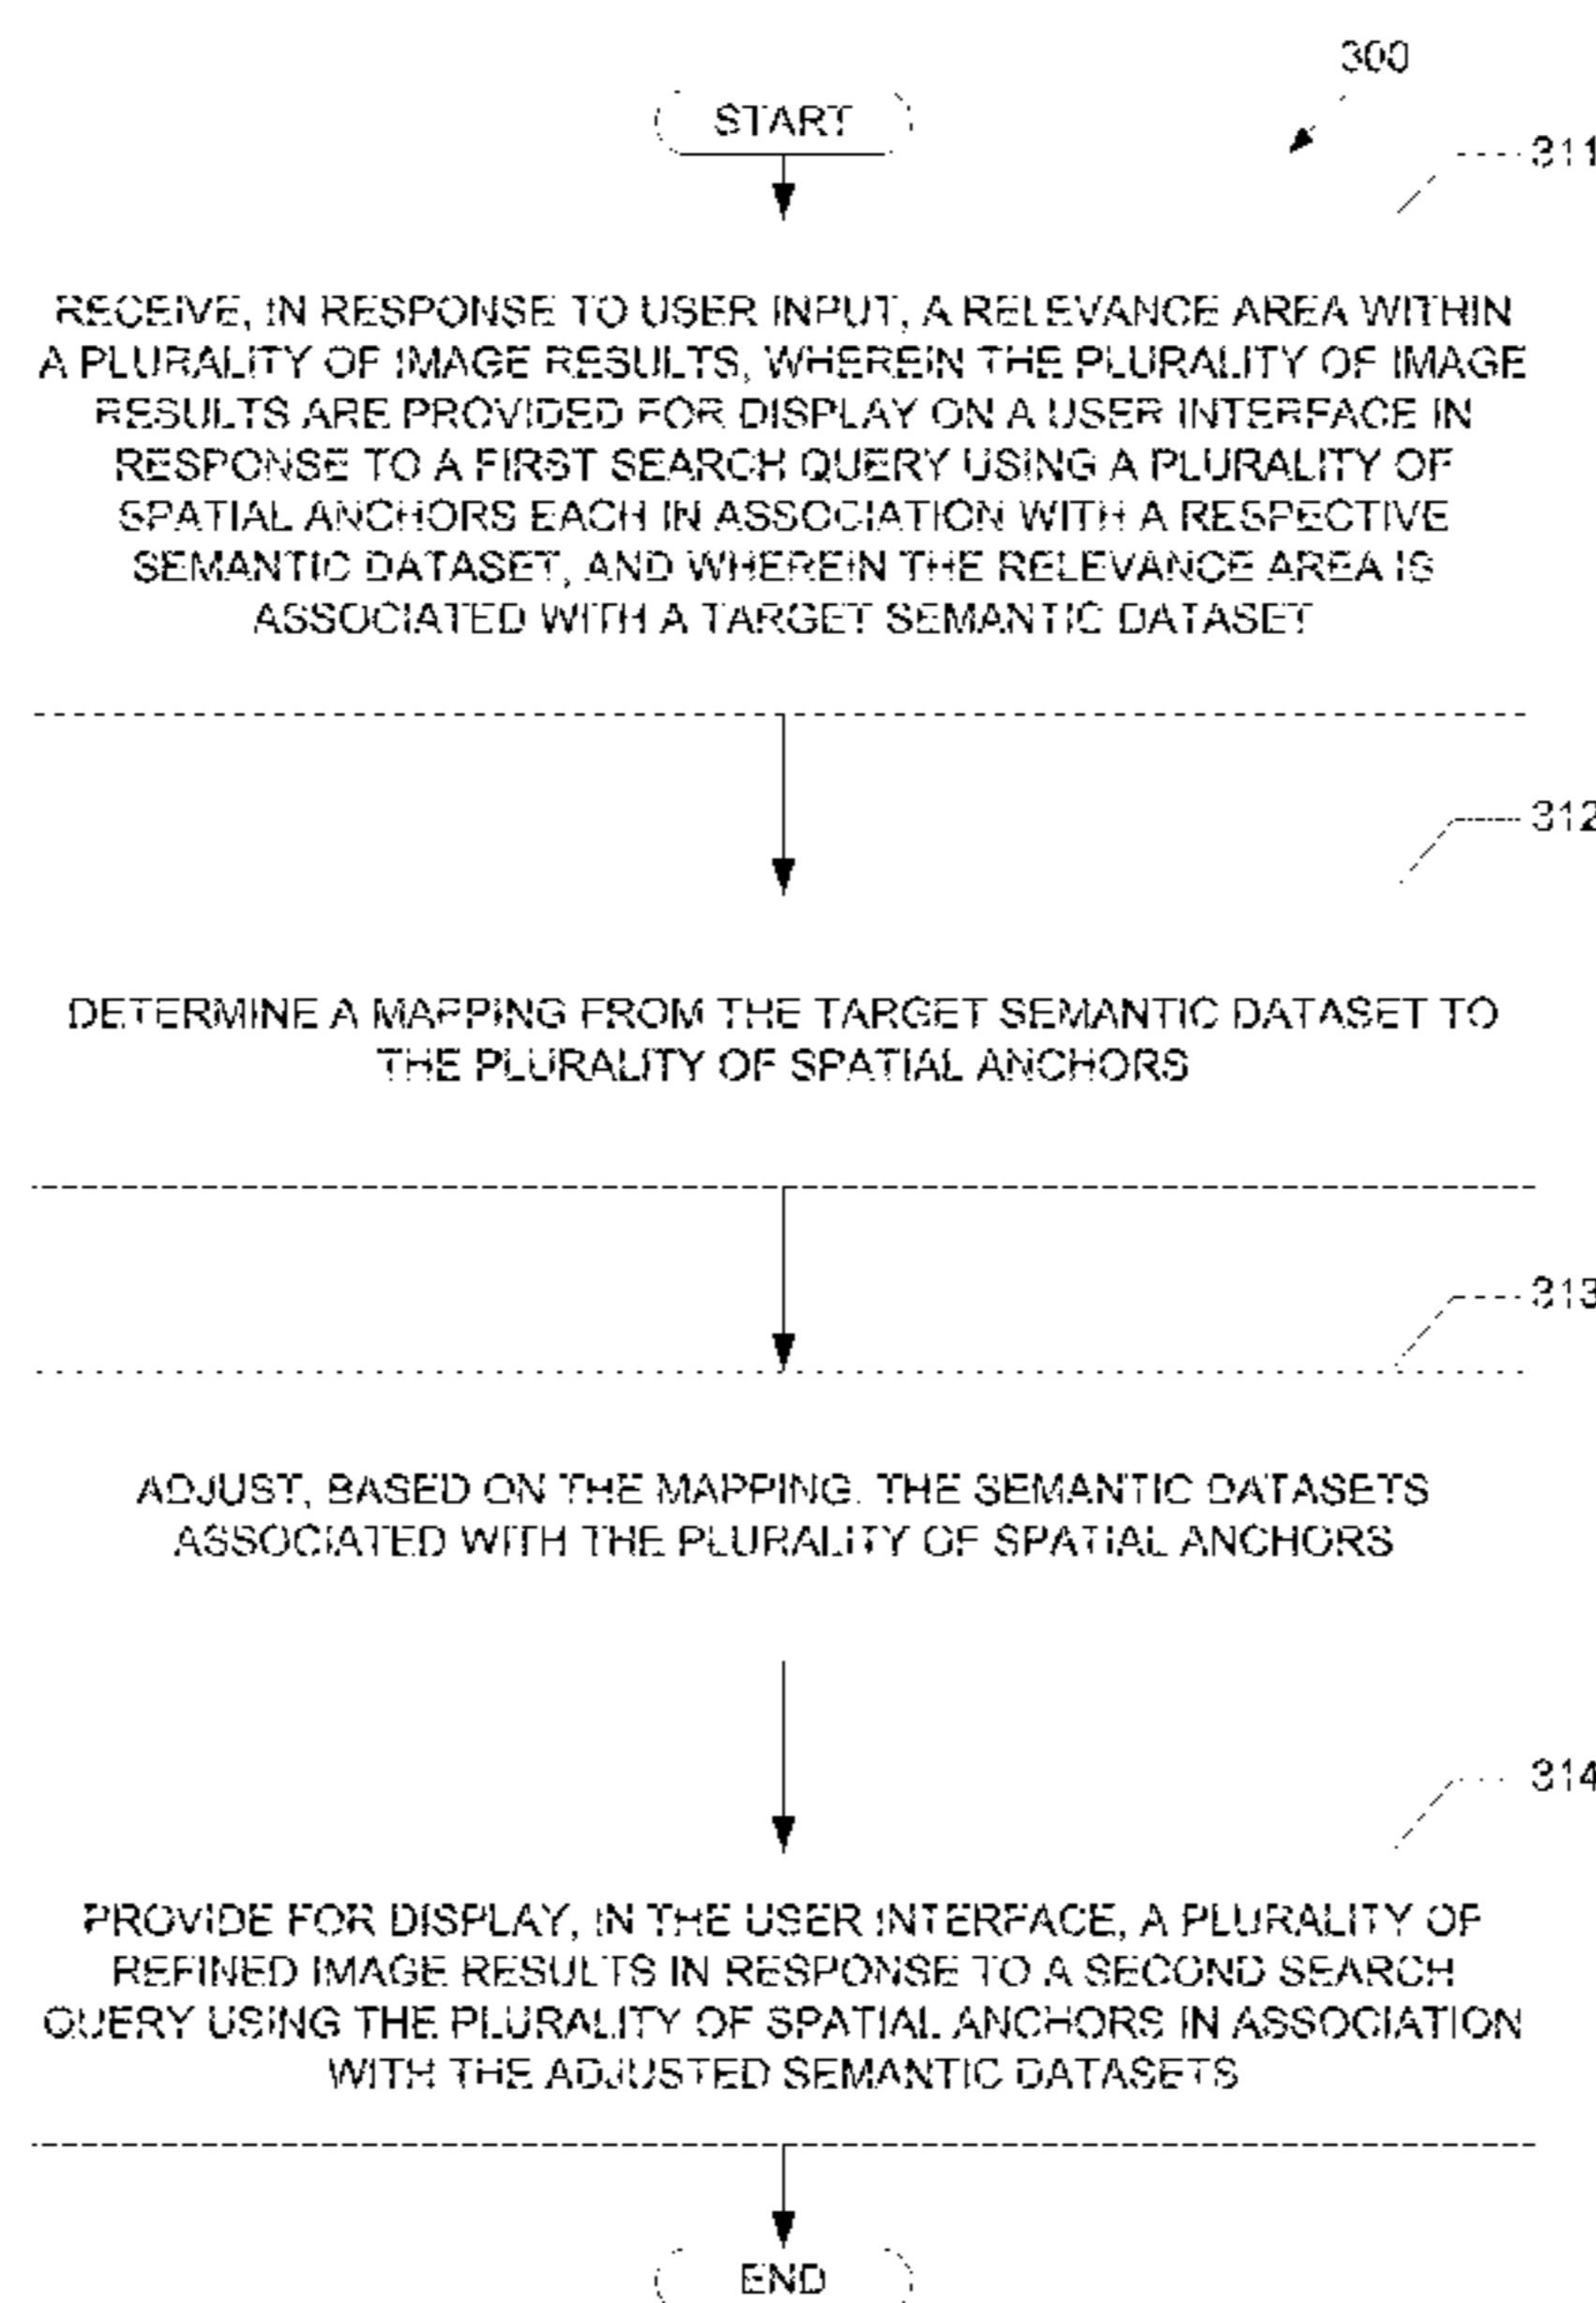 300
START
311
RECEIVE, IN RESPONSE TO USER INPUT, A RELEVANCE AREA WITHIN
A PLURALITY OF IMAGE RESULTS, WHEREIN THE PLURALITY OF IMAGE
RESULTS ARE PROVIDED FOR DISPLAY ON A USER INTERFACE IN
RESPONSE TO A FIRST SEARCH QUERY USING A PLURALITY OF
SPATIAL ANCHORS EACH IN ASSOCIATION WITH A RESPECTIVE
SEMANTIC DATASET, AND WHEREIN THE RELEVANCE AREA IS
ASSOCIATED WITH A TARGET SEMANTIC DATASET
312
DETERMINE A MAPPING FROM THE TARGET SEMANTIC DATASET TO
THE PLURALITY OF SPATIAL ANCHORS
313
ADJUST, BASED ON THE MAPPING, THE SEMANTIC DATASETS
ASSOCIATED WITH THE PLURALITY OF SPATIAL ANCHORS
314
PROVIDE FOR DISPLAY, IN THE USER INTERFACE, A PLURALITY OF
REFINED IMAGE RESULTS IN RESPONSE TO A SECOND SEARCH
QUERY USING THE PLURALITY OF SPATIAL ANCHORS IN ASSOCIATION
WITH THE ADJUSTED SEMANTIC DATASETS
END